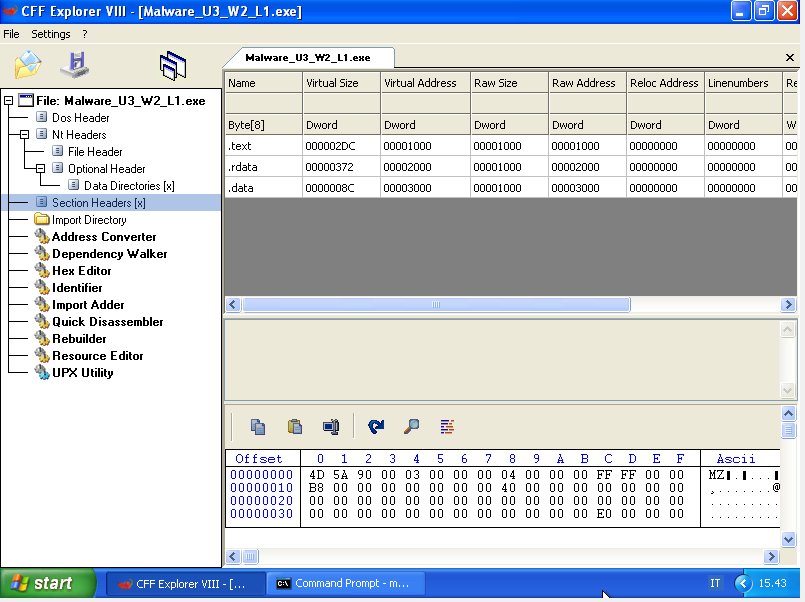 CFF Explorer VIII - [Malware_U3_W2_L1.exe]
File Settings ?
Malware_U3_W2_L1.exe
File: Malware_U3_W2_L1.exe
Dos Header
Nt Headers
File Header
Optional Header
Data Directories [x]
Section Headers [x]
Import Directory
Address Converter
Dependency Walker
Hex Editor
Identifier
Import Adder
Quick Disassembler
Rebuilder
Resource Editor
UPX Utility
Name Virtual Size Virtual Address Raw Size Raw Address Reloc Address Linenumbers Re
Byte[8] Dword Dword Dword Dword Dword Dword W
.text 000002DC 00001000 00001000 00001000 00000000 00000000 00
.rdata 00000372 00002000 00001000 00002000 00000000 00000000 00
.data 0000008C 00003000 00001000 00003000 00000000 00000000 00
Offset 0 1 2 3 4 5 6 7 8 9 A B C D E F Ascii
00000000 4D 5A 90 00 03 00 00 00 04 00 00 00 FF FF 00 00 MZ▮.▮...▮
00000010 B8 00 00 00 00 00 00 00 40 00 00 00 00 00 00 00 ¸.......@
00000020 00 00 00 00 00 00 00 00 00 00 00 00 00 00 00 00 .........
00000030 00 00 00 00 00 00 00 00 00 00 00 00 E0 00 00 00 .........
start CFF Explorer VIII - [... Command Prompt - m... IT 15.43